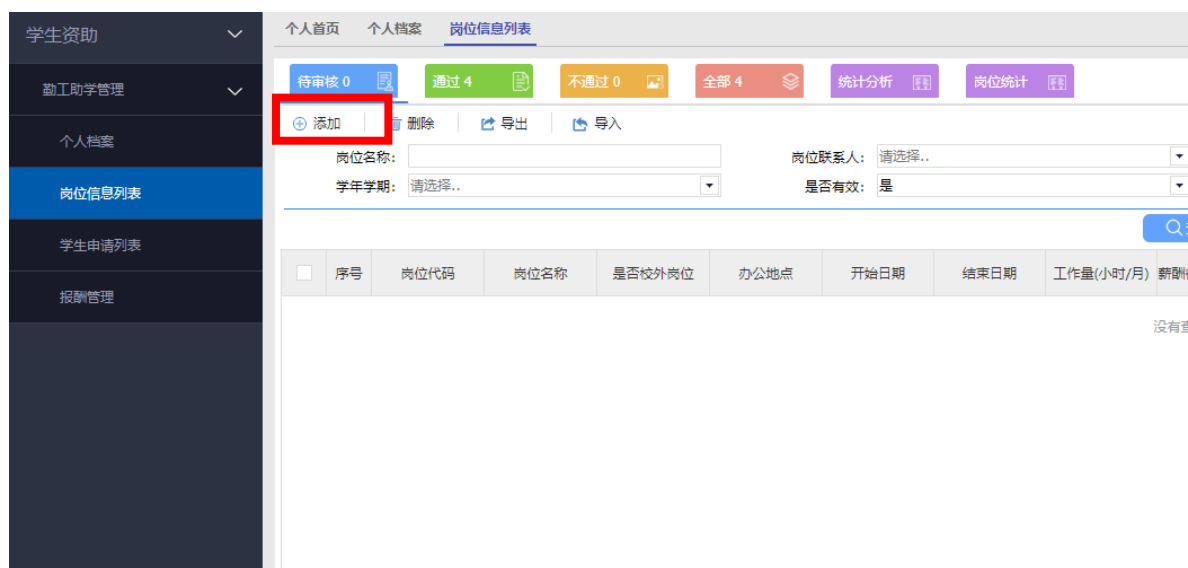 学生资助
勤工助学管理
个人档案
岗位信息列表
学生申请列表
报酬管理
个人首页 个人档案 岗位信息列表
待审核 0 通过 4 不通过 0 全部 4 统计分析 岗位统计
添加 删除 导出 导入
岗位名称: 岗位联系人: 请选择..
学年学期: 请选择.. 是否有效: 是
序号 岗位代码 岗位名称 是否校外岗位 办公地点 开始日期 结束日期 工作量(小时/月) 薪酬
没有